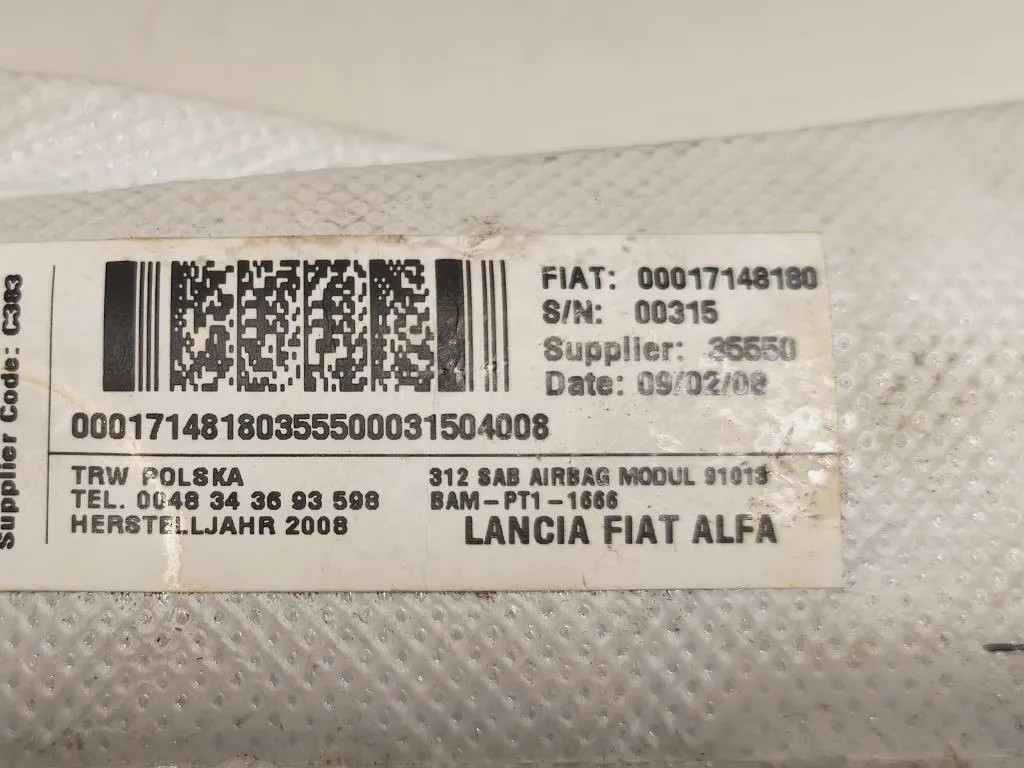 Supplier Code: C383
FIAT: 00017148180
S/N: 00315
Supplier: 35550
Date: 09/02/08
00017148180355500031504008
TRW POLSKA
TEL. 0048 34 36 93 598
HERSTELLJAHR 2008
312 SAB AIRBAG MODUL 91013
BAM-PT1-1666
LANCIA FIAT ALFA